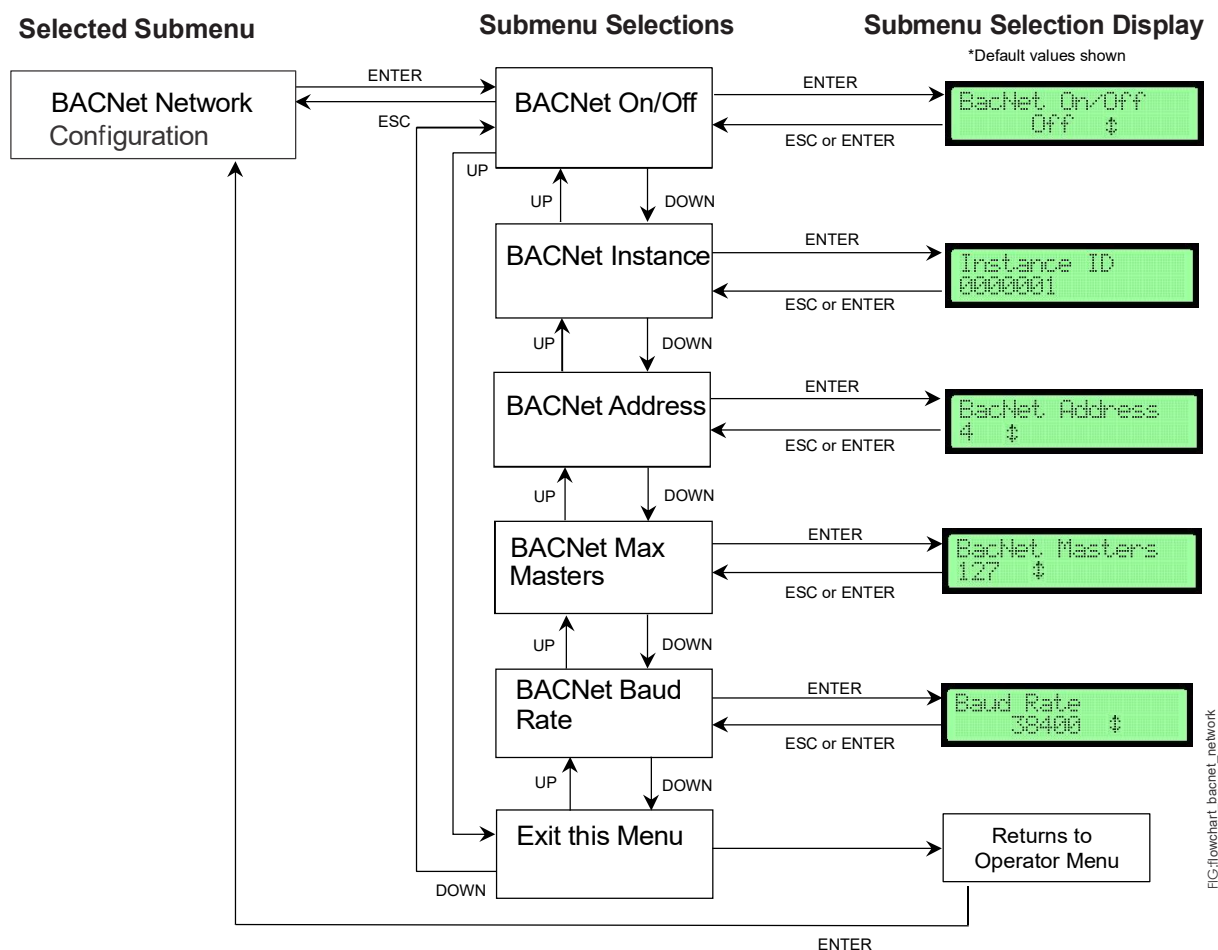 Selected Submenu
Submenu Selections
Submenu Selection Display
*Default values shown
BACNet Network
Configuration
ENTER
ESC
BACNet On/Off
ENTER
ESC or ENTER
BacNet On/Off
Off ↕
UP
UP
DOWN
BACNet Instance
ENTER
ESC or ENTER
Instance ID
0000001
UP
DOWN
BACNet Address
ENTER
ESC or ENTER
BacNet Address
4 ↕
UP
DOWN
BACNet Max
Masters
ENTER
ESC or ENTER
BacNet Masters
127 ↕
UP
DOWN
BACNet Baud
Rate
ENTER
ESC or ENTER
Baud Rate
38400 ↕
UP
DOWN
Exit this Menu
DOWN
Returns to
Operator Menu
ENTER
FIG:flowchart_bacnet_network